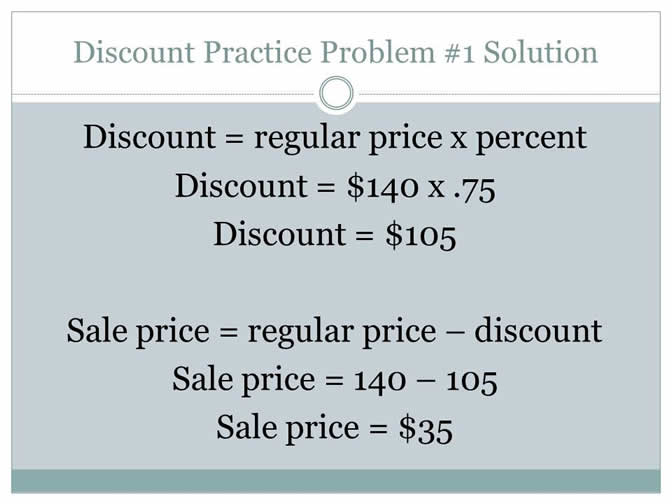 Discount Practice Problem #1 Solution
Discount = regular price x percent
Discount = $140 x .75
Discount = $105
Sale price = regular price – discount
Sale price = 140 – 105
Sale price = $35